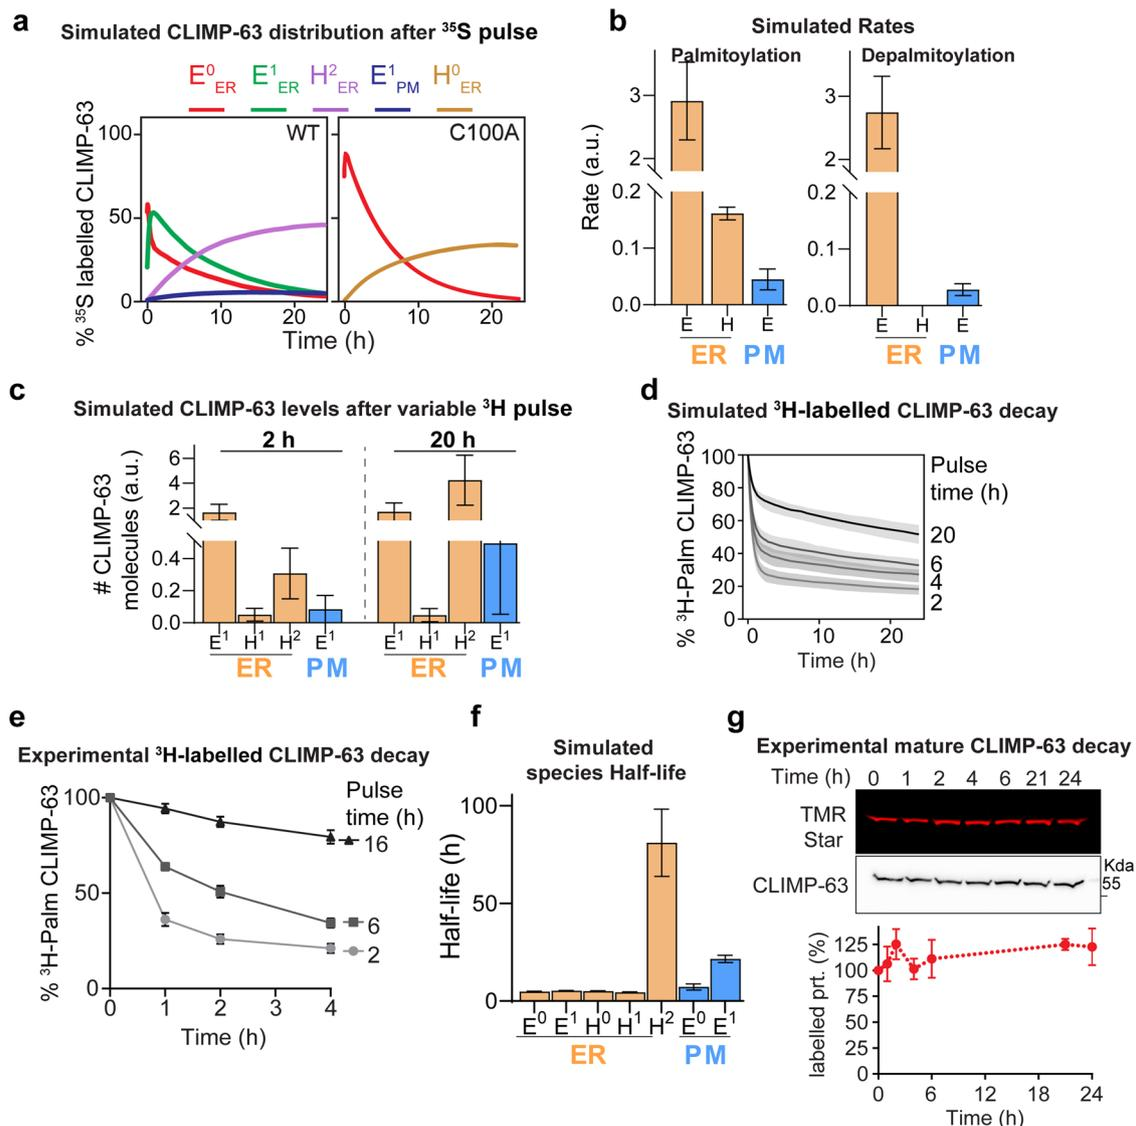 a
Simulated CLIMP-63 distribution after ³⁵S pulse
E⁰ER E¹ER H²ER E¹PM H⁰ER
% ³⁵S labelled CLIMP-63
100
50
0
WT
C100A
0 10 20 0 10 20
Time (h)
b
Simulated Rates
Palmitoylation Depalmitoylation
Rate (a.u.)
3
2
0.2
0.1
0.0
E H E
ER PM
3
2
0.2
0.1
0.0
E H E
ER PM
c
Simulated CLIMP-63 levels after variable ³H pulse
# CLIMP-63
molecules (a.u.)
2 h 20 h
6
4
2
0.4
0.2
0.0
E¹ H¹ H² E¹ E¹ H¹ H² E¹
ER PM ER PM
d
Simulated ³H-labelled CLIMP-63 decay
% ³H-Palm CLIMP-63
100
80
60
40
20
0
Pulse
time (h)
20
6
4
2
0 10 20
Time (h)
e
Experimental ³H-labelled CLIMP-63 decay
% ³H-Palm CLIMP-63
100
50
0
Pulse
time (h)
16
6
2
0 1 2 3 4
Time (h)
f
Simulated
species Half-life
Half-life (h)
100
50
0
E⁰ E¹ H⁰ H¹ H² E⁰ E¹
ER PM
g
Experimental mature CLIMP-63 decay
Time (h) 0 1 2 4 6 21 24
TMR
Star
CLIMP-63
Kda
55
labelled prt. (%)
125
100
75
50
25
0
0 6 12 18 24
Time (h)